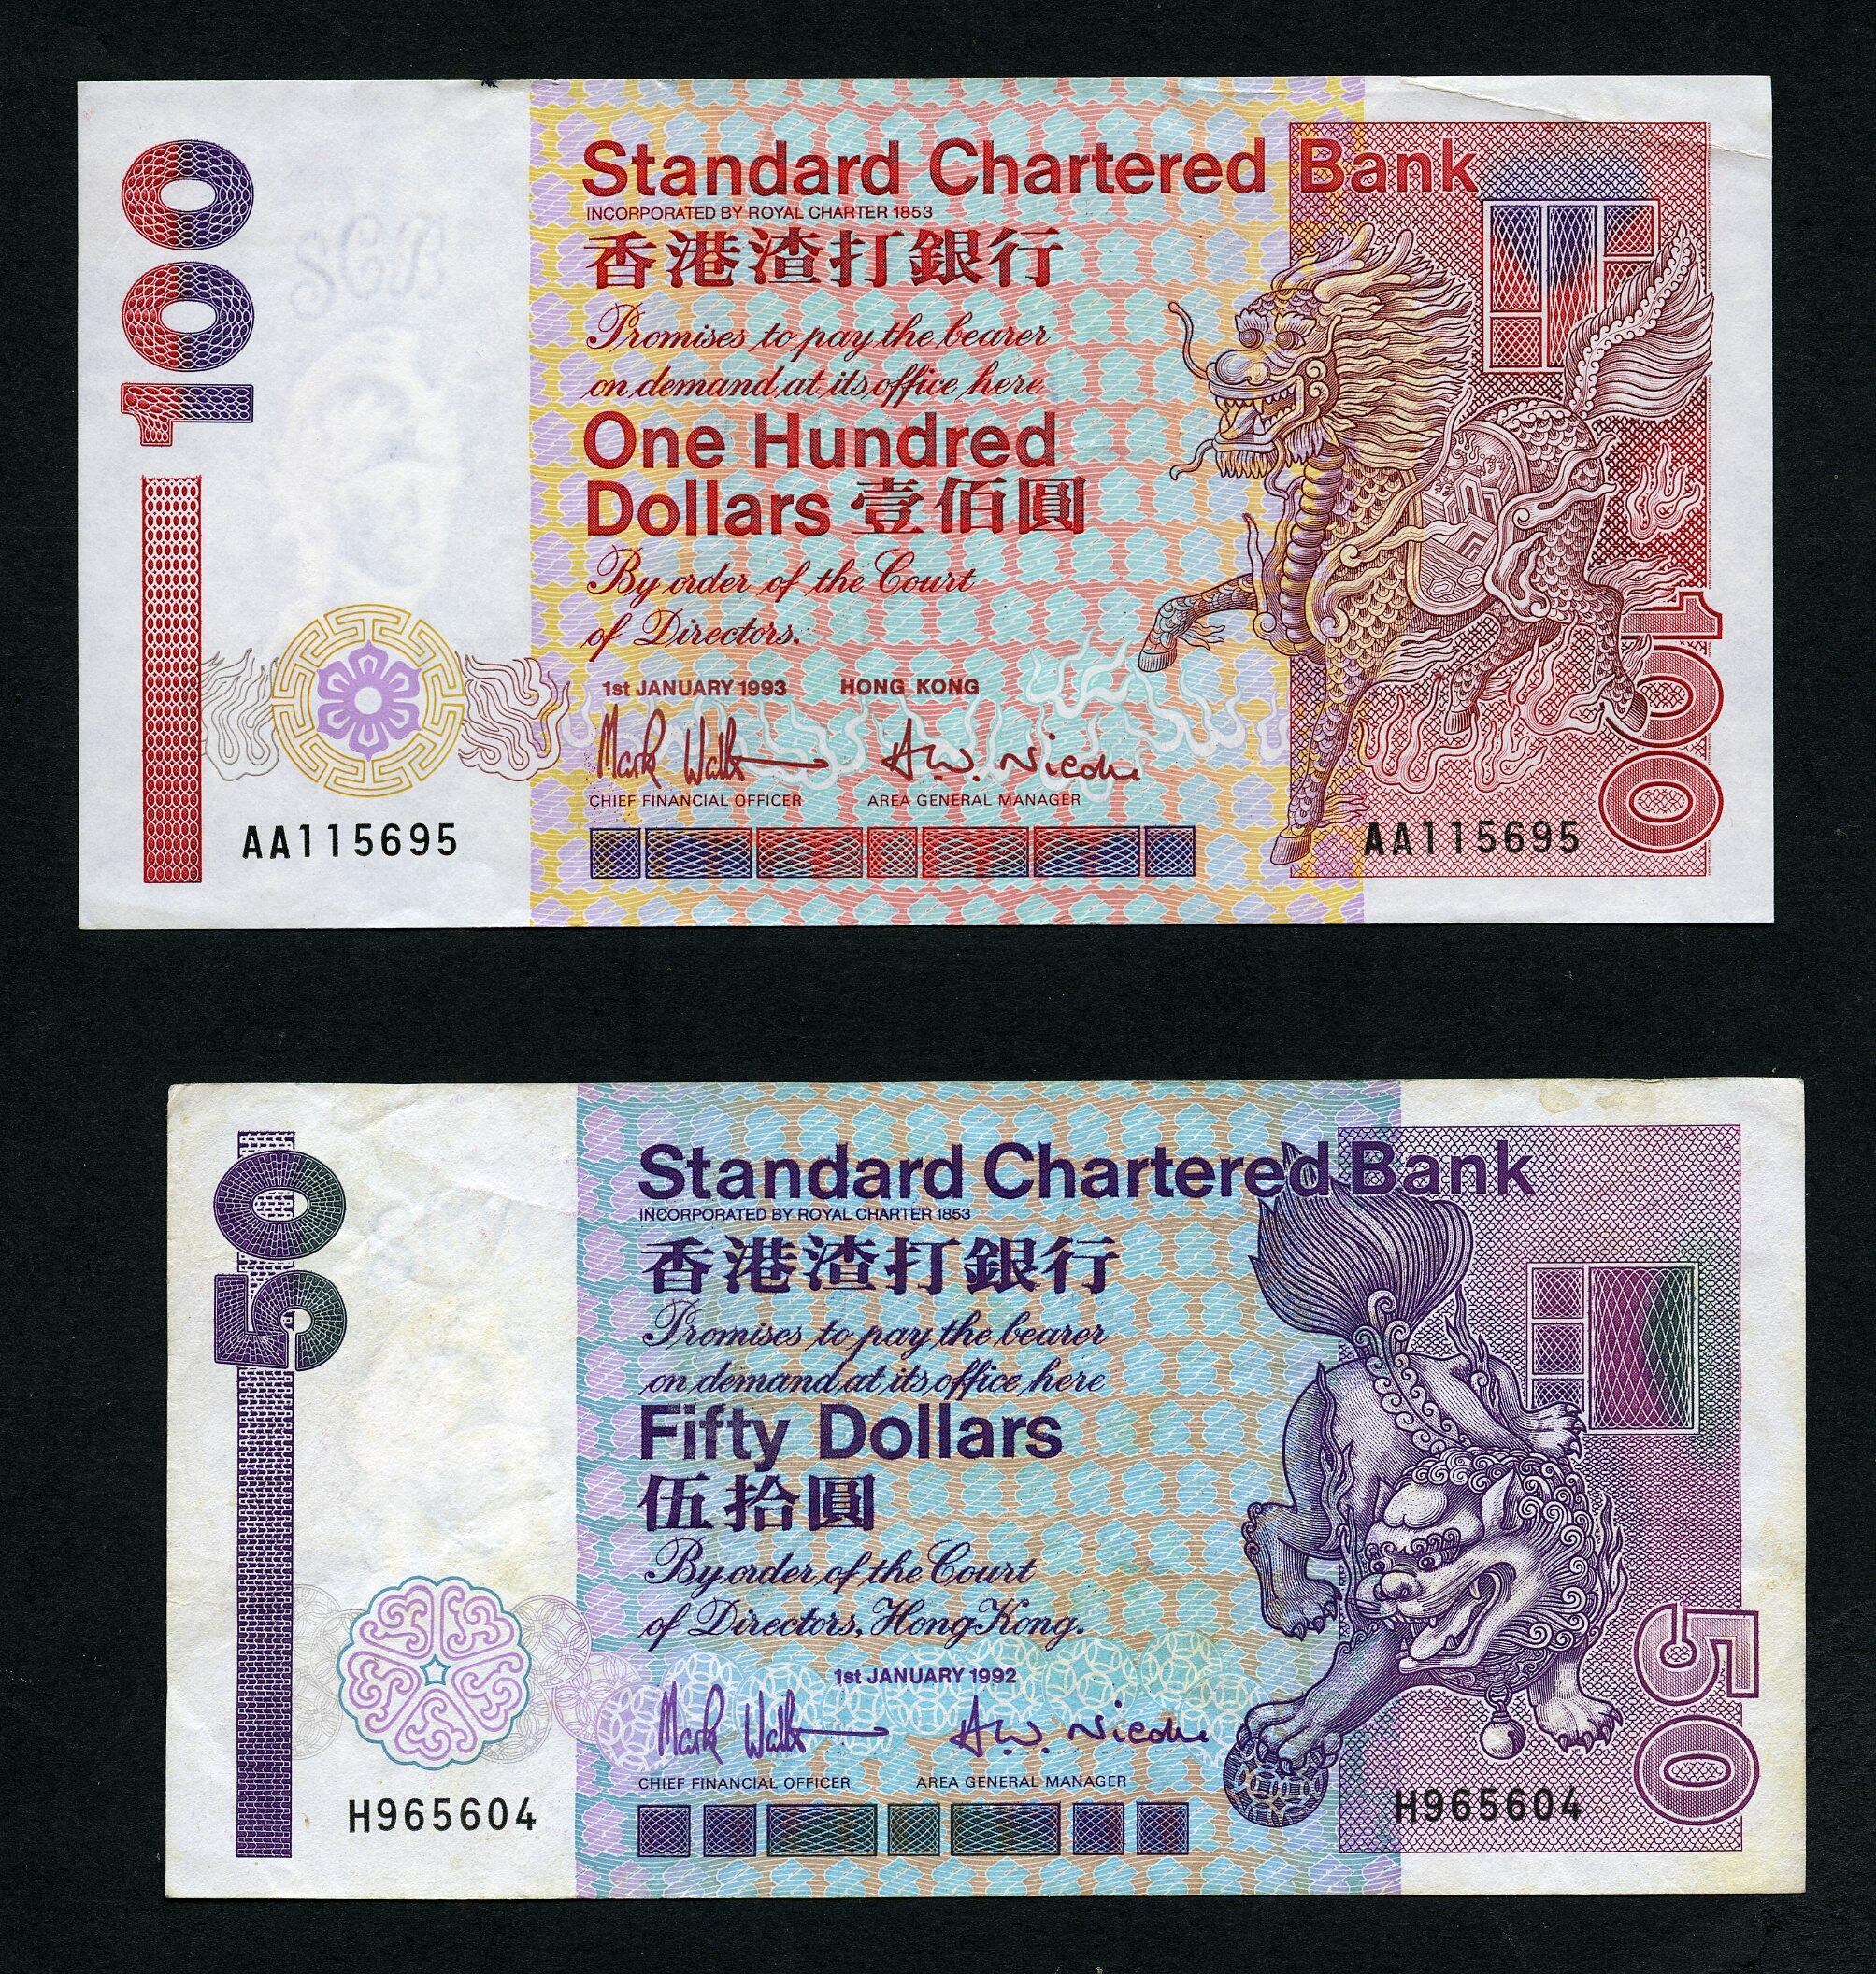 100
Standard Chartered Bank
INCORPORATED BY ROYAL CHARTER 1853
香港渣打銀行
Promises to pay the bearer
on demand at its office here
One Hundred
Dollars 壹佰圓
By order of the Court
of Directors.
1st JANUARY 1993 HONG KONG
CHIEF FINANCIAL OFFICER AREA GENERAL MANAGER
AA115695
AA115695
100
50
Standard Chartered Bank
INCORPORATED BY ROYAL CHARTER 1853
香港渣打銀行
Promises to pay the bearer
on demand at its office here
Fifty Dollars
伍拾圓
By order of the Court
of Directors, Hong Kong.
1st JANUARY 1992
CHIEF FINANCIAL OFFICER AREA GENERAL MANAGER
H965604
H965604
50